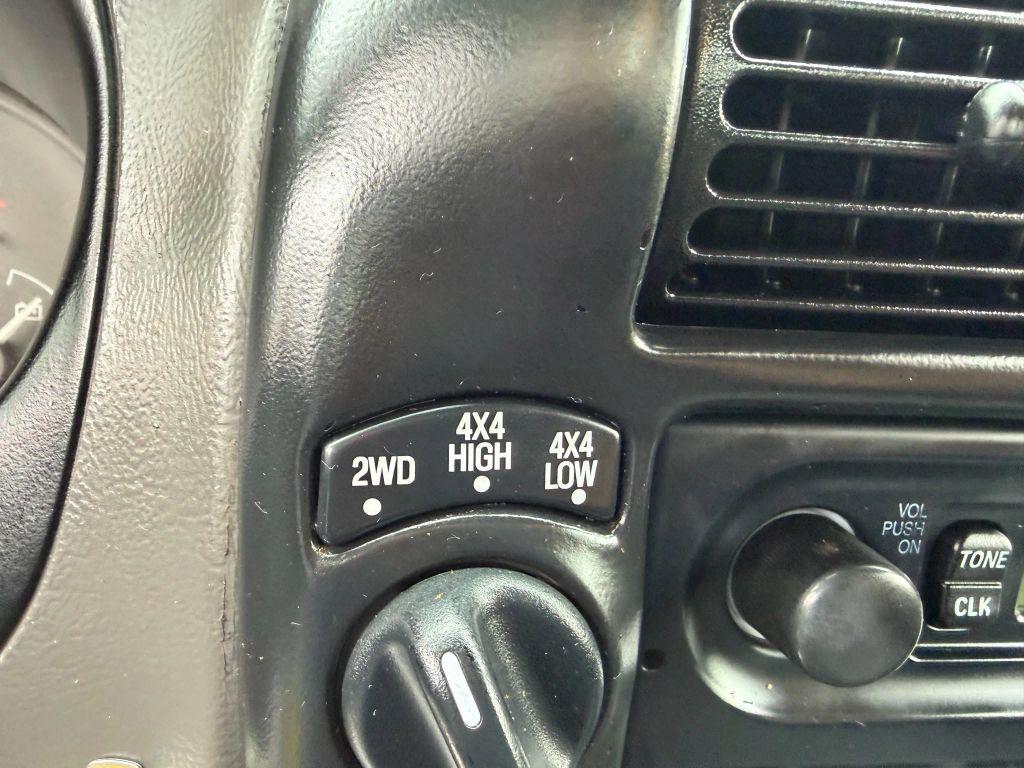 2WD
4X4
HIGH
4X4
LOW
VOL
PUSH
ON
TONE
CLK